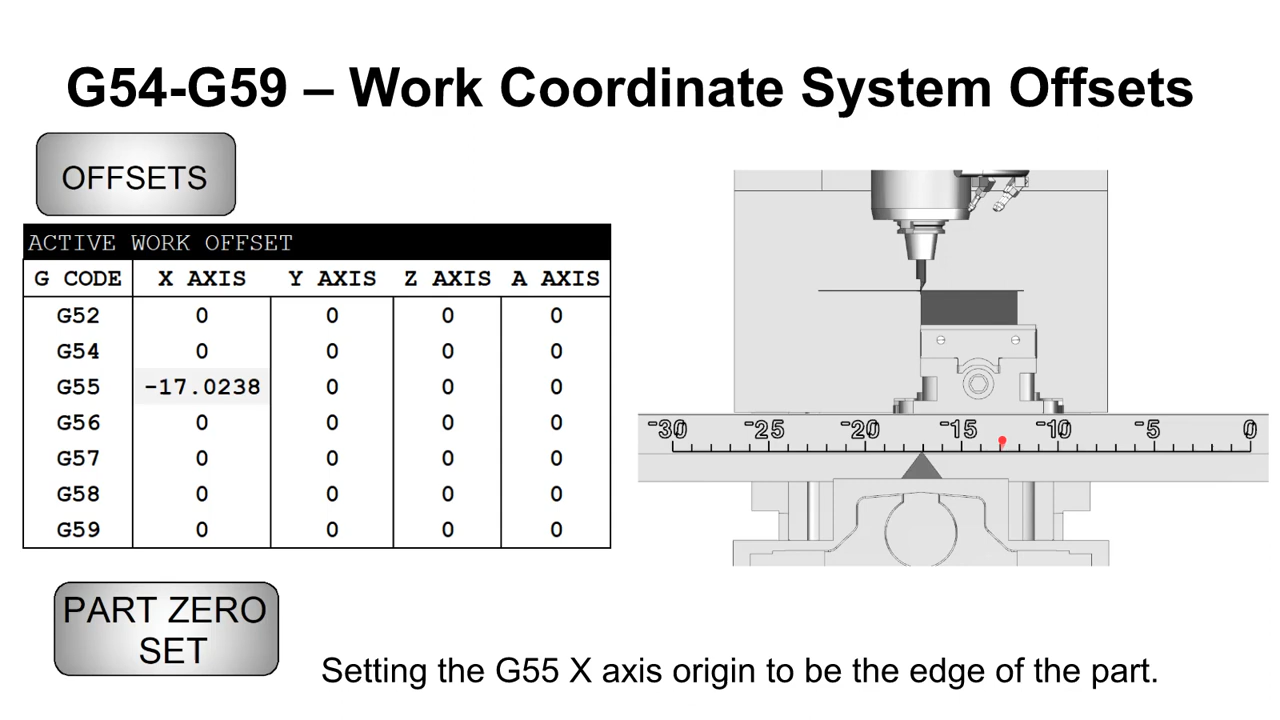 G54-G59 – Work Coordinate System Offsets
OFFSETS
ACTIVE WORK OFFSET
G CODE X AXIS Y AXIS Z AXIS A AXIS
G52 0 0 0 0
G54 0 0 0 0
G55 -17.0238 0 0 0
G56 0 0 0 0
G57 0 0 0 0
G58 0 0 0 0
G59 0 0 0 0
-30 -25 -20 -15 -10 -5 0
PART ZERO
SET
Setting the G55 X axis origin to be the edge of the part.